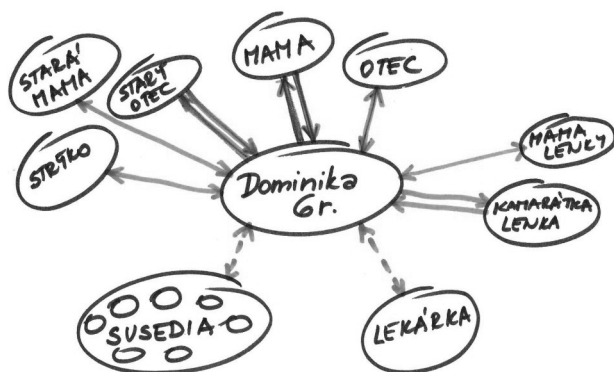 STARÁ
MAMA
STARÝ
OTEC
MAMA
OTEC
STRÝKO
Dominika
6r.
MAMA
LENKY
KAMARÁTKA
LENKA
SUSEDIA
LEKÁRKA